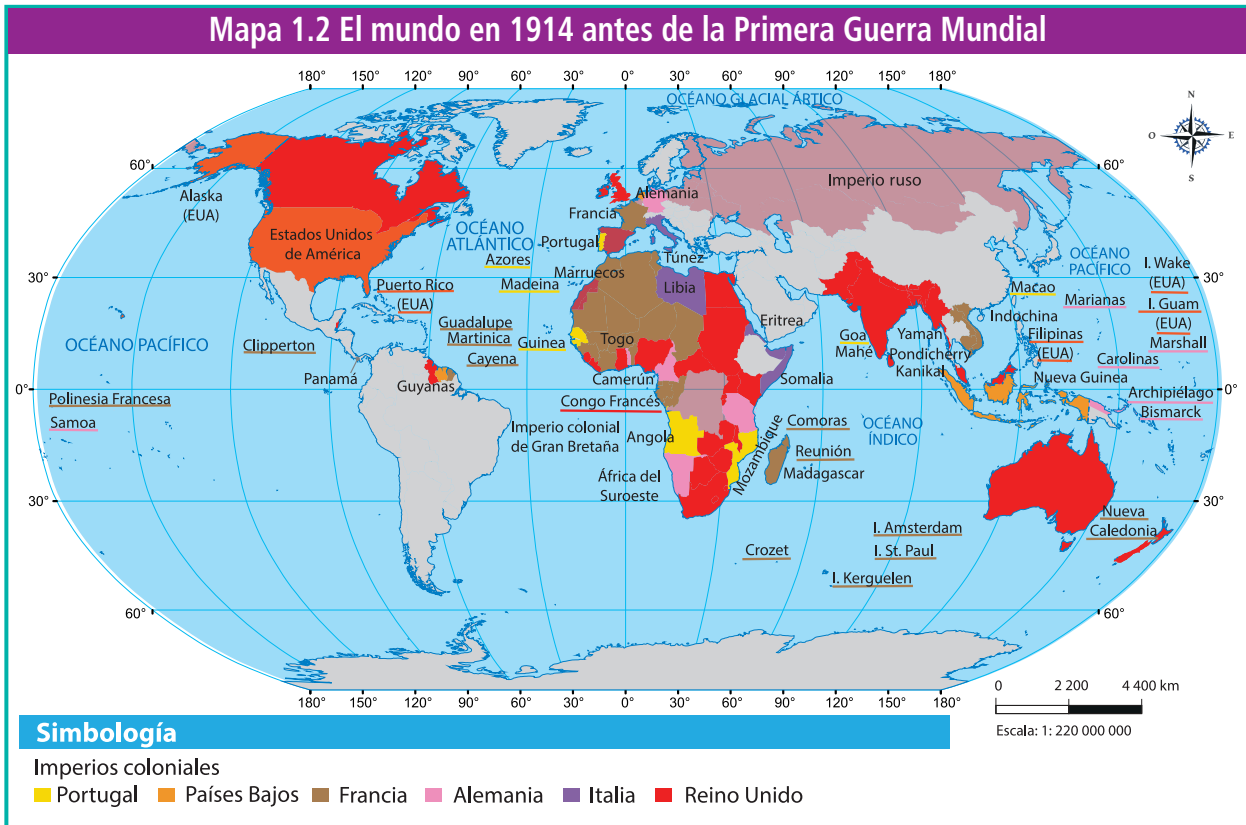 Mapa 1.2 El mundo en 1914 antes de la Primera Guerra Mundial
180° 150° 120° 90° 60° 30° 0° 30° 60° 90° 120° 150° 180°
OCÉANO GLACIAL ÁRTICO
N
O E
S
60° 60°
Alaska
(EUA)
Alemania
Imperio ruso
Francia
Estados Unidos
de América
OCÉANO
ATLÁNTICO
Portugal
Azores
Túnez
OCÉANO
PACÍFICO
I. Wake
(EUA)
30° 30°
Puerto Rico
(EUA)
Madeina
Marruecos
Libia
Macao
Marianas
I. Guam
(EUA)
Indochina
Eritrea
Guadalupe
Martinica
Cayena
Guinea
Togo
Goa
Mahé
Yaman
Pondicherry
Kanikal
Filipinas
(EUA)
Marshall
Carolinas
OCÉANO PACÍFICO
Clipperton
Panamá
Guyanas
Camerún
Somalia
Nueva Guinea
0° 0°
Congo Francés
Archipiélago
Bismarck
Polinesia Francesa
Samoa
Imperio colonial
de Gran Bretaña
Angola
Mozambique
Comoras
OCÉANO
ÍNDICO
Reunión
Madagascar
África del
Suroeste
30° 30°
Nueva
Caledonia
I. Amsterdam
Crozet
I. St. Paul
I. Kerguelen
60° 60°
180° 150° 120° 90° 60° 30° 0° 30° 60° 90° 120° 150° 180°
0 2 200 4 400 km
Escala: 1: 220 000 000
Simbología
Imperios coloniales
Portugal Países Bajos Francia Alemania Italia Reino Unido